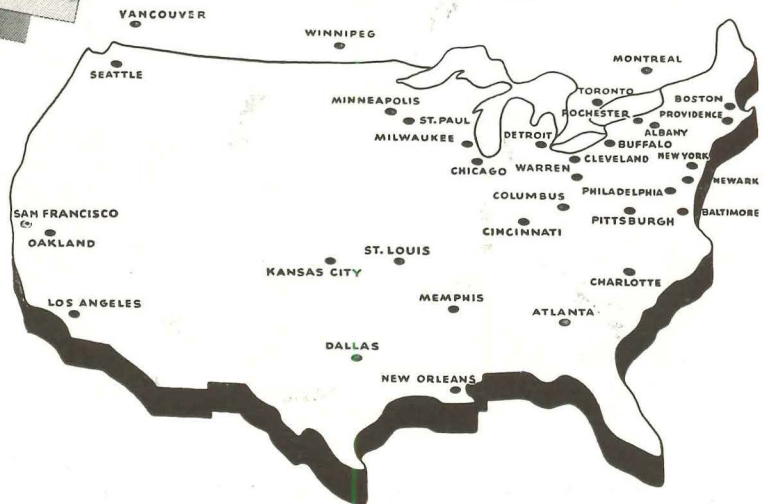 VANCOUVER
WINNIPEG
SEATTLE
MONTREAL
TORONTO
MINNEAPOLIS
BOSTON
ROCHESTER
PROVIDENCE
ST. PAUL
ALBANY
MILWAUKEE
DETROIT
BUFFALO
CHICAGO
WARREN
CLEVELAND
NEW YORK
NEWARK
COLUMBUS
PHILADELPHIA
SAN FRANCISCO
PITTSBURGH
BALTIMORE
OAKLAND
CINCINNATI
ST. LOUIS
KANSAS CITY
CHARLOTTE
LOS ANGELES
MEMPHIS
ATLANTA
DALLAS
NEW ORLEANS